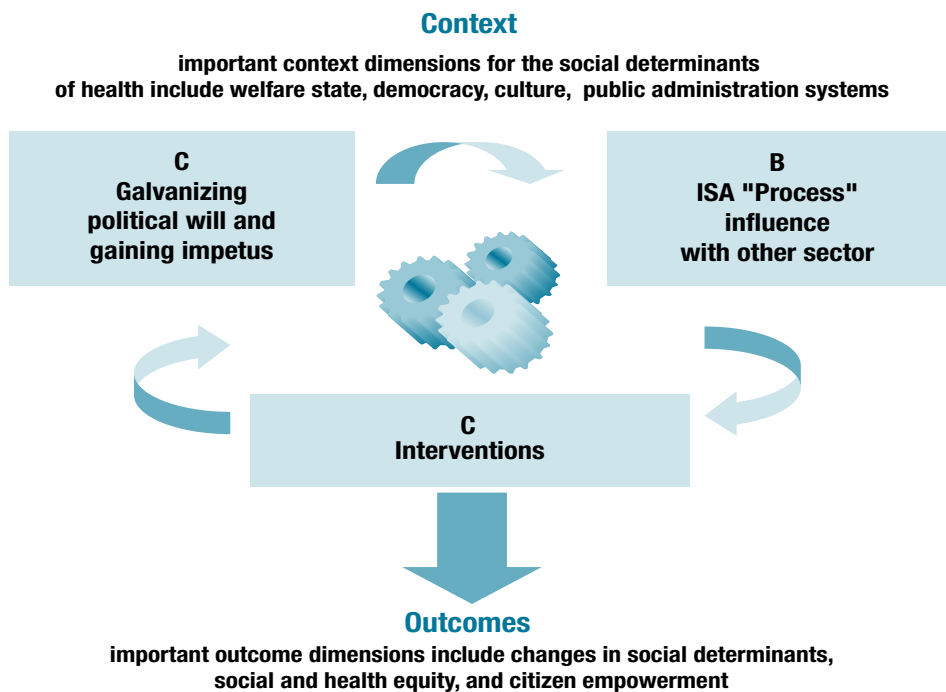 Context
important context dimensions for the social determinants
of health include welfare state, democracy, culture, public administration systems
C
Galvanizing
political will and
gaining impetus
B
ISA "Process"
influence
with other sector
C
Interventions
Outcomes
important outcome dimensions include changes in social determinants,
social and health equity, and citizen empowerment